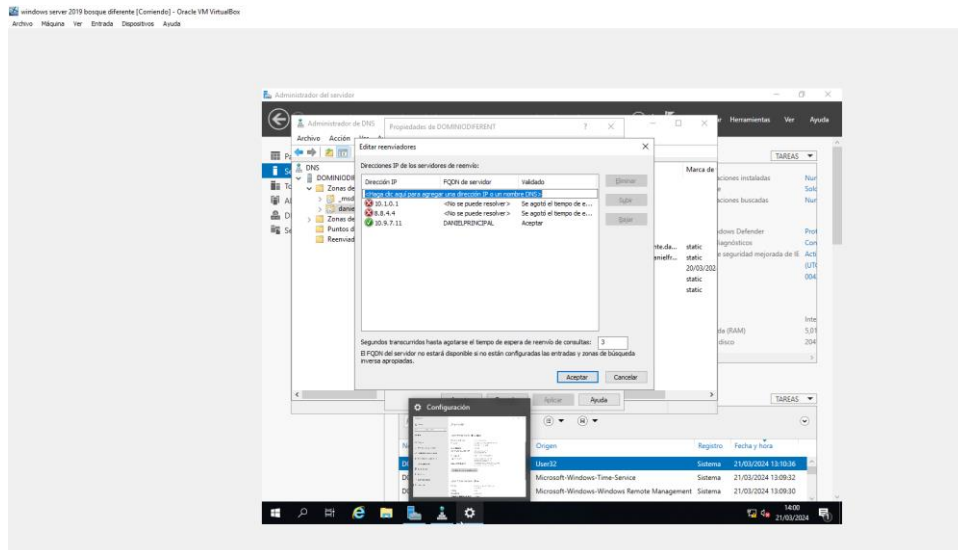 windows server 2019 bosque diferente [Corriendo] - Oracle VM VirtualBox
Archivo Máquina Ver Entrada Dispositivos Ayuda
Administrador del servidor
Herramientas Ver Ayuda
Administrador de DNS
Propiedades de DOMINIODIFERENT ?
Archivo Acción
Editar reenviadores
TAREAS
Direcciones IP de los servidores de reenvío:
DNS
Marca de
Dirección IP FQDN de servidor Validado
Eliminar
<Haga clic aquí para agregar una dirección IP o un nombre DNS>
10.1.0.1 <No se puede resolver> Se agotó el tiempo de e...
Subir
8.8.4.4 <No se puede resolver> Se agotó el tiempo de e...
10.9.7.11 DANIELPRINCIPAL Aceptar
Bajar
Zonas de
danie
Zonas de
Puntos d
Reenviad
static
static
20/03/202
static
static
Segundos transcurridos hasta agotarse el tiempo de espera de reenvío de consultas: 3
El FQDN del servidor no estará disponible si no están configuradas las entradas y zonas de búsqueda
inversa apropiadas.
Aceptar Cancelar
Aplicar Ayuda
TAREAS
Configuración
Origen Registro Fecha y hora
User32 Sistema 21/03/2024 13:10:36
Microsoft-Windows-Time-Service Sistema 21/03/2024 13:09:32
Microsoft-Windows-Windows Remote Management Sistema 21/03/2024 13:09:30
14:00
21/03/2024